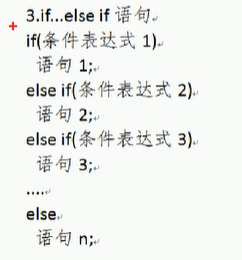 3.if...else if 语句
if(条件表达式 1)
语句 1;
else if(条件表达式 2)
语句 2;
else if(条件表达式 3)
语句 3;
....
else
语句 n;